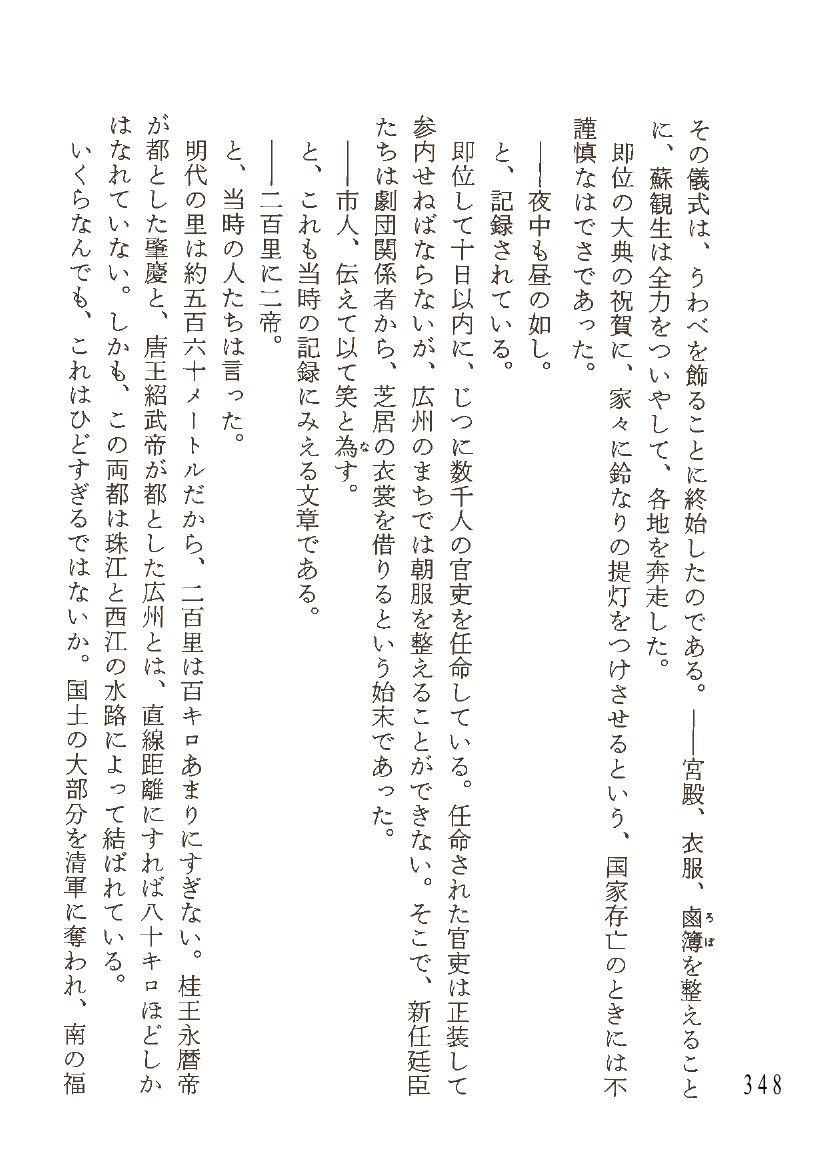 その儀式は、うわべを飾ることに終始したのである。――宮殿、衣服、鹵簿を整えること
に、蘇観生は全力をついやして、各地を奔走した。
即位の大典の祝賀に、家々に鈴なりの提灯をつけさせるという、国家存亡のときには不
謹慎なはでさであった。
――夜中も昼の如し。
と、記録されている。
即位して十日以内に、じつに数千人の官吏を任命している。任命された官吏は正装して
参内せねばならないが、広州のまちでは朝服を整えることができない。そこで、新任廷臣
たちは劇団関係者から、芝居の衣裳を借りるという始末であった。
――市人、伝えて以て笑と為す。
と、これも当時の記録にみえる文章である。
――二百里に二帝。
と、当時の人たちは言った。
明代の里は約五百六十メートルだから、二百里は百キロあまりにすぎない。桂王永暦帝
が都とした肇慶と、唐王紹武帝が都とした広州とは、直線距離にすれば八十キロほどしか
はなれていない。しかも、この両都は珠江と西江の水路によって結ばれている。
いくらなんでも、これはひどすぎるではないか。国土の大部分を清軍に奪われ、南の福
ろぼ
な
348